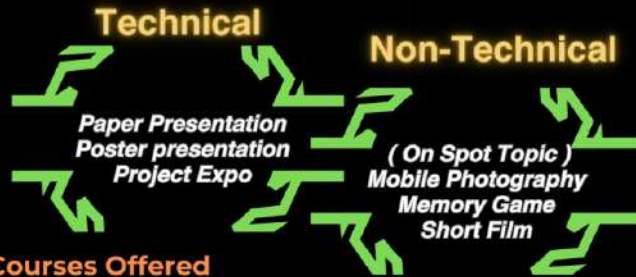 Technical
Paper Presentation
Poster presentation
Project Expo
Non-Technical
( On Spot Topic )
Mobile Photography
Memory Game
Short Film
Courses Offered